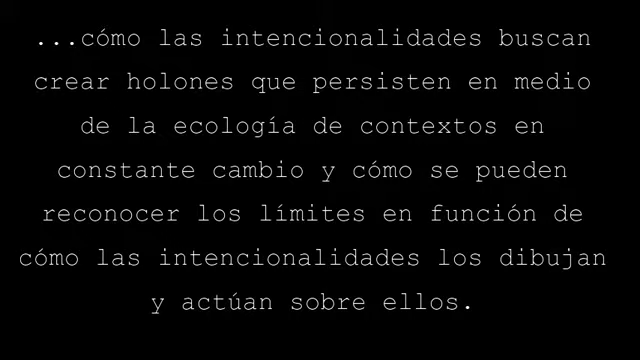 ...cómo las intencionalidades buscan
crear holones que persisten en medio
de la ecología de contextos en
constante cambio y cómo se pueden
reconocer los límites en función de
cómo las intencionalidades los dibujan
y actúan sobre ellos.